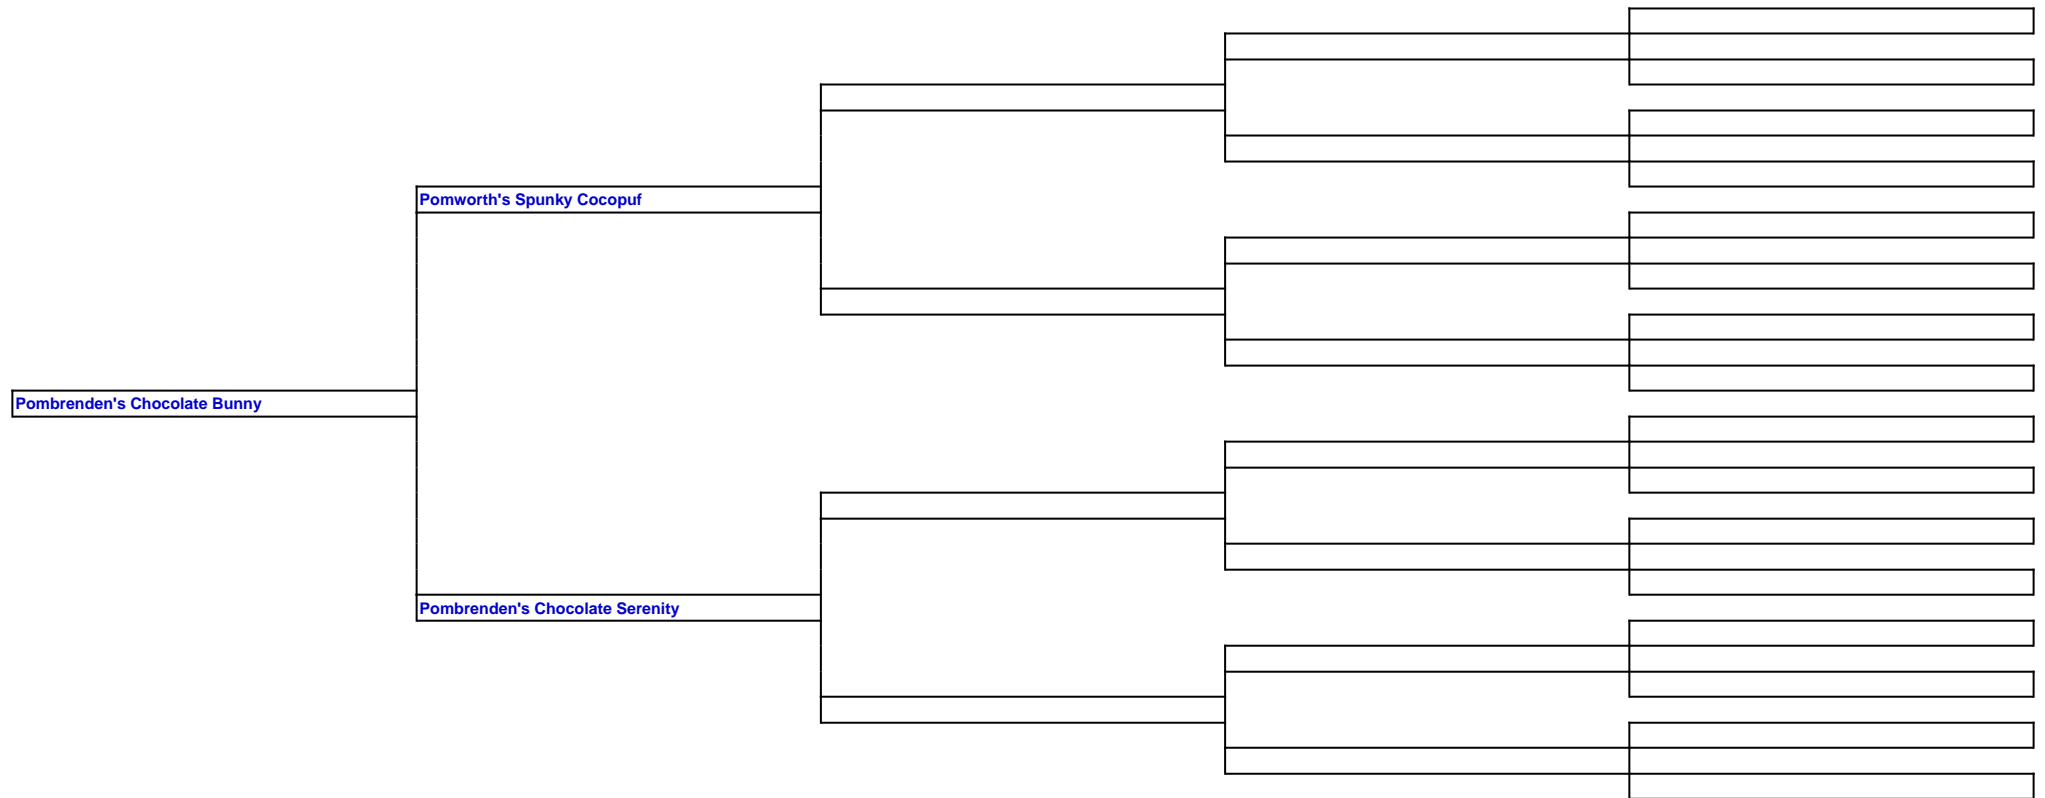 Pomworth's Spunky Cocopuf
Pombrenden's Chocolate Bunny
Pombrenden's Chocolate Serenity